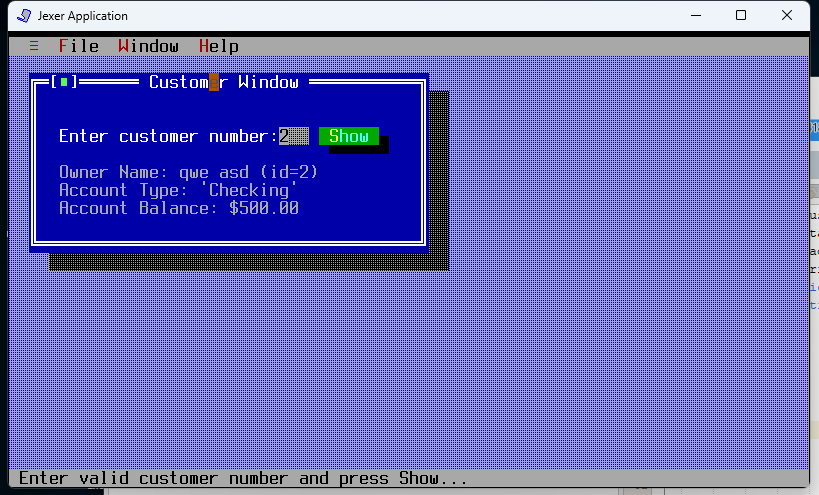 Jexer Application
≡ File Window Help
Customer Window
Enter customer number:2 Show
Owner Name: qwe asd (id=2)
Account Type: 'Checking'
Account Balance: $500.00
Enter valid customer number and press Show...